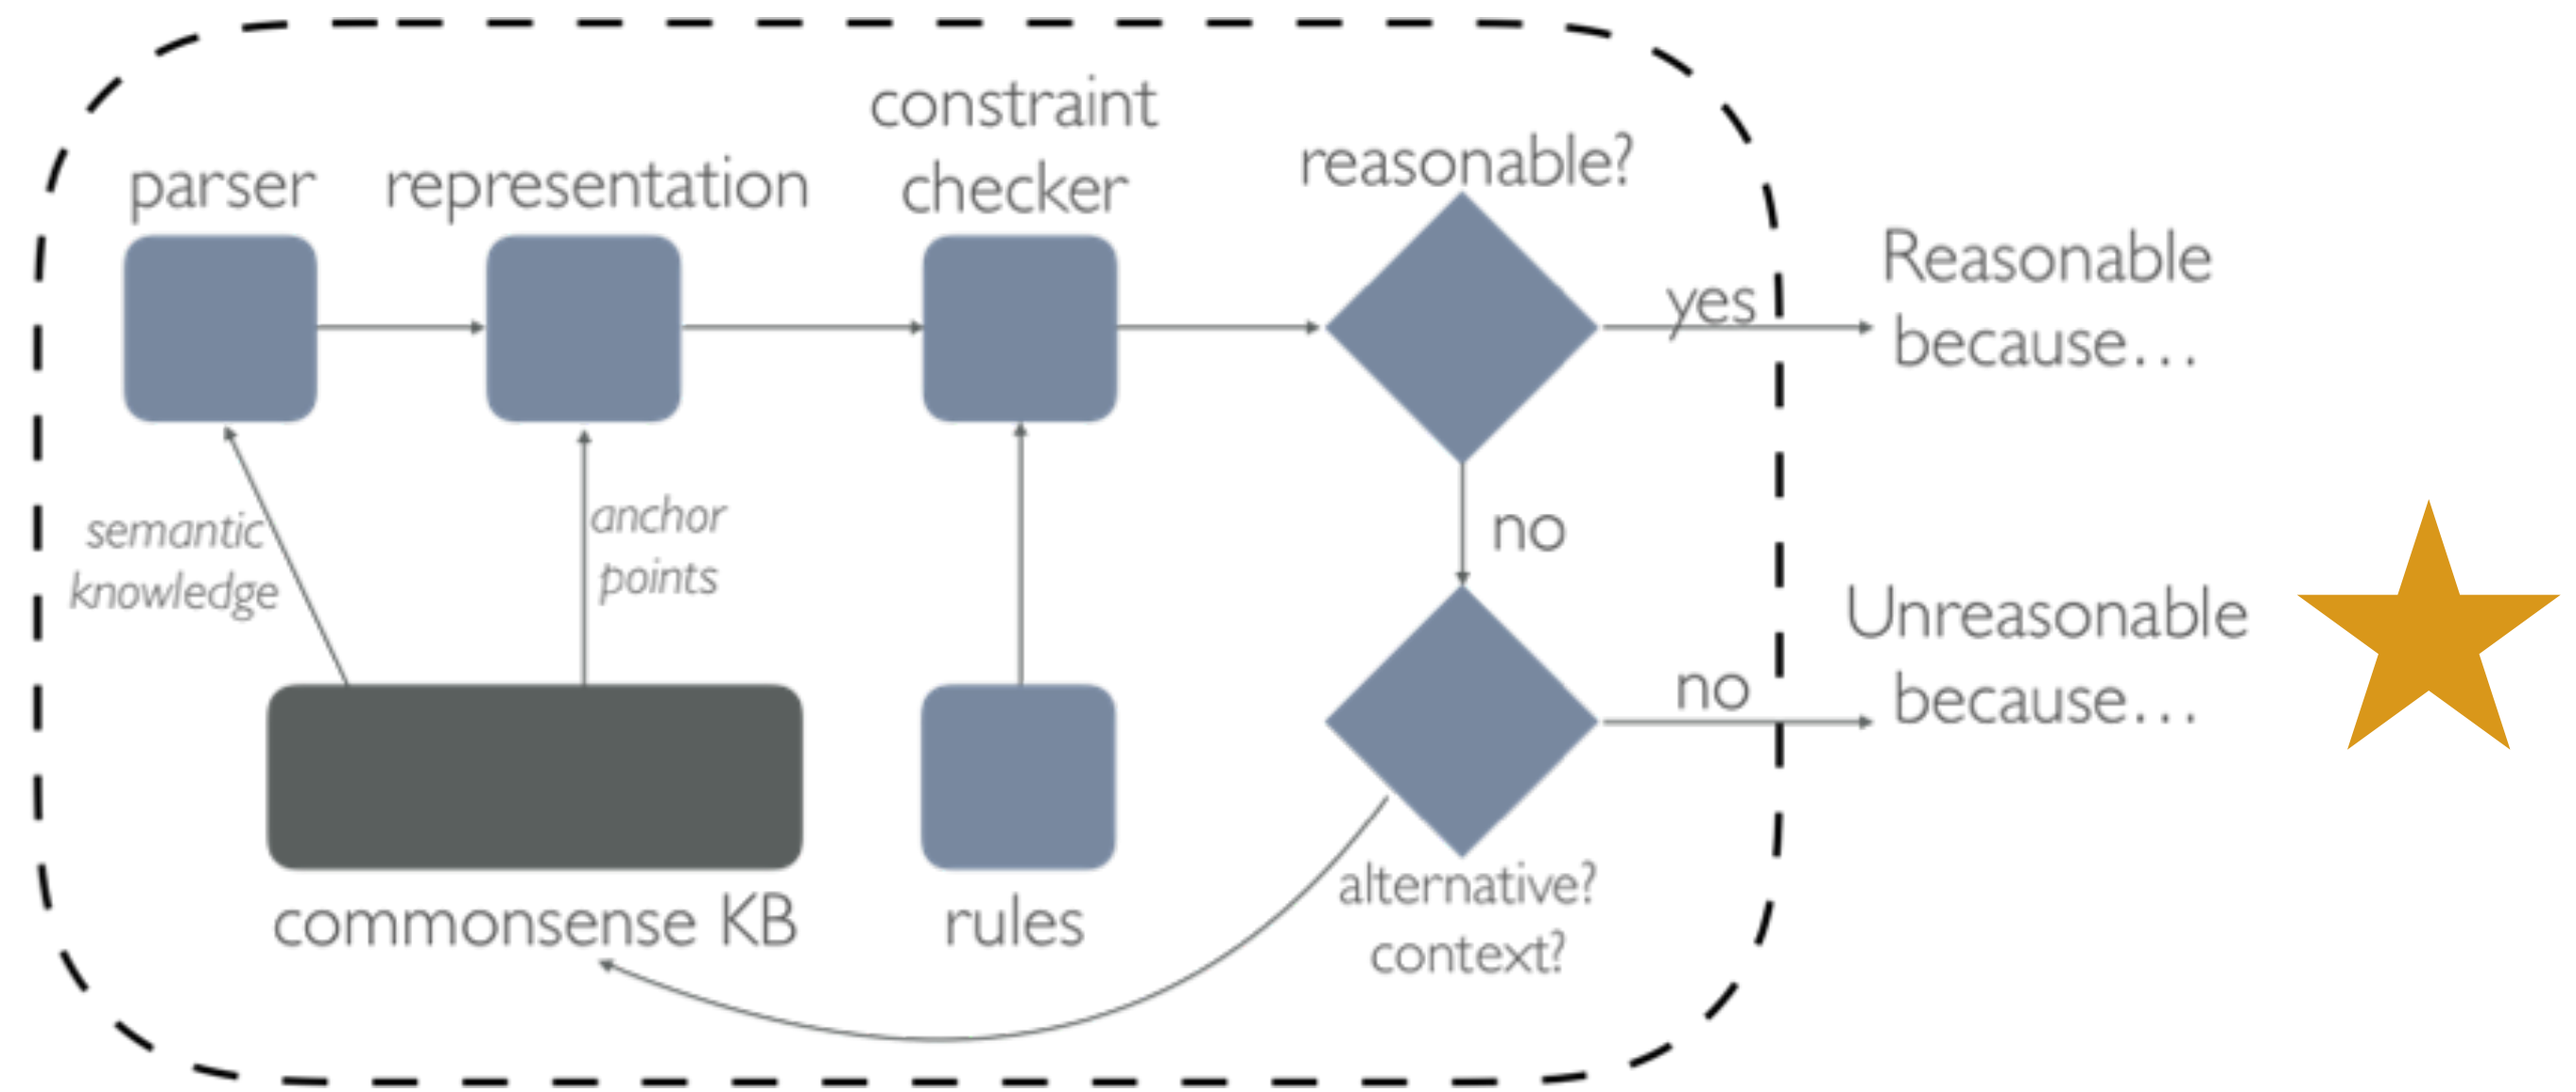 constraint
checker
parser
representation
reasonable?
yes
Reasonable
because...
semantic
knowledge
anchor
points
no
Unreasonable
because...
no
commonsense KB
rules
alternative?
context?